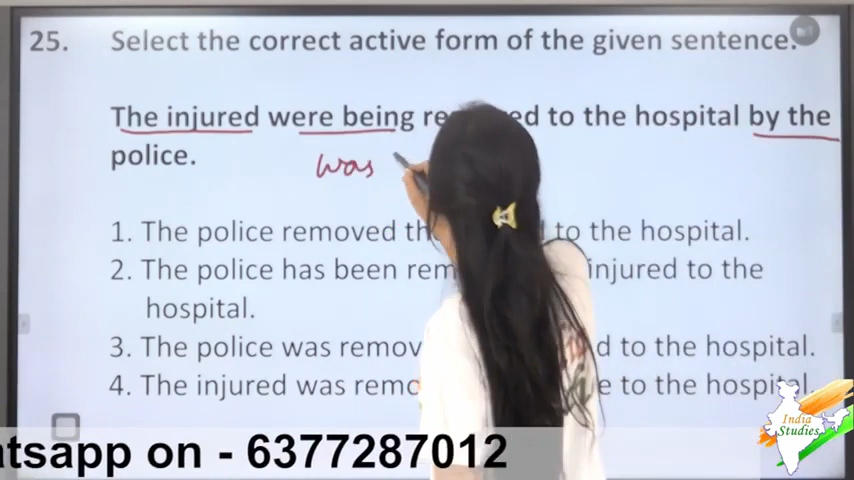 25. Select the correct active form of the given sentence.
The injured were being re ed to the hospital by the
police.
was
1. The police removed th to the hospital.
2. The police has been rem injured to the
hospital.
3. The police was remov d to the hospital.
4. The injured was remo e to the hospital.
India
Studies
atsapp on - 6377287012